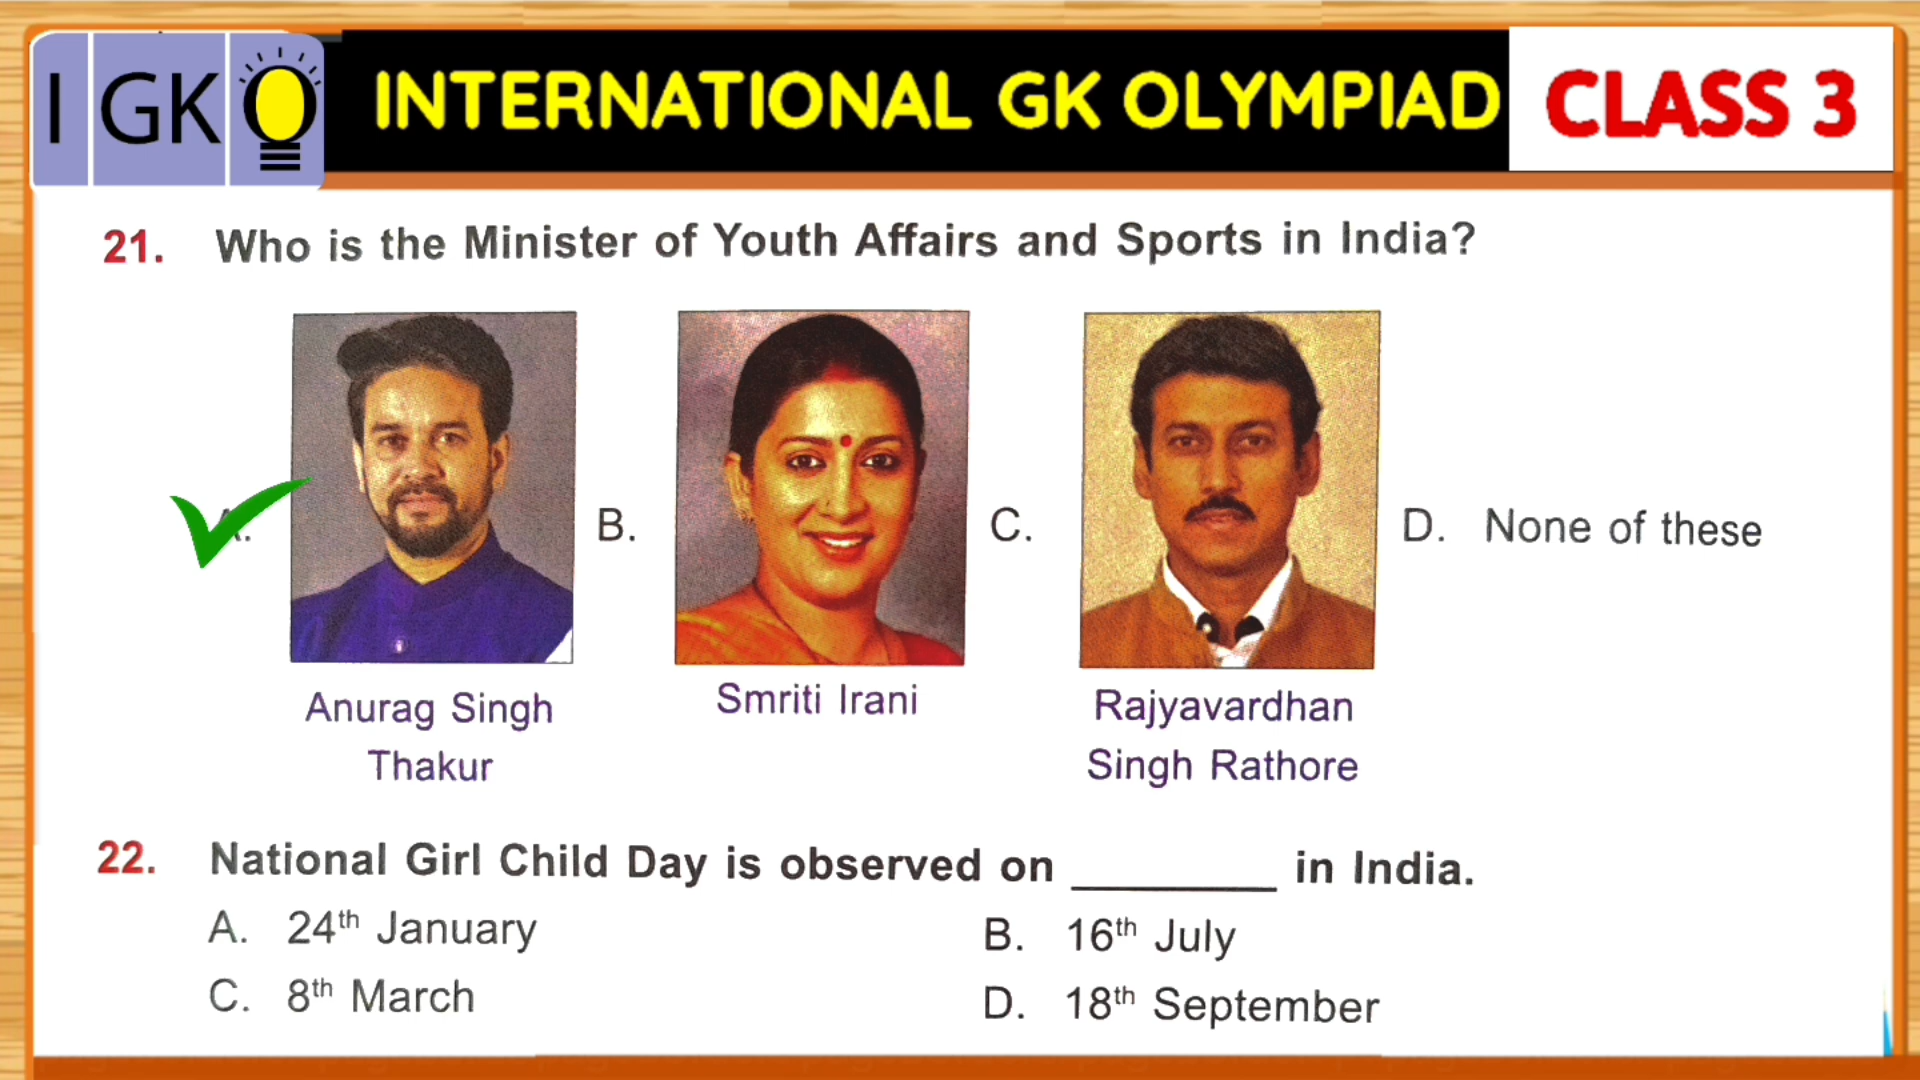 IGKO INTERNATIONAL GK OLYMPIAD CLASS 3
21. Who is the Minister of Youth Affairs and Sports in India?
A. B. C. D. None of these
Anurag Singh Thakur
Smriti Irani
Rajyavardhan Singh Rathore
22. National Girl Child Day is observed on ________ in India.
A. 24th January B. 16th July
C. 8th March D. 18th September